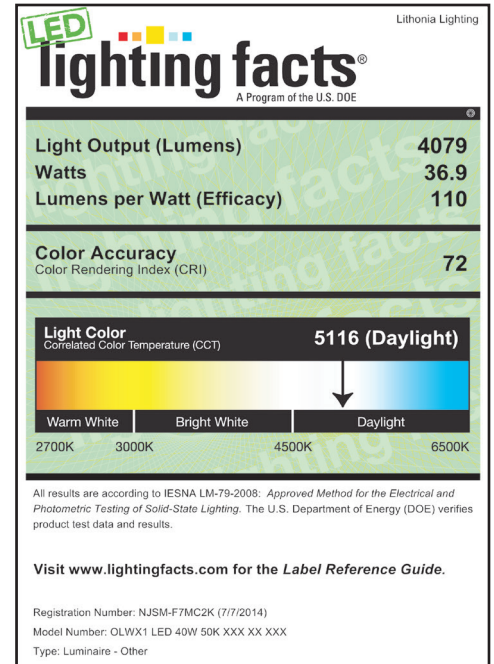 LED
Lithonia Lighting
lighting facts®
A Program of the U.S. DOE
Light Output (Lumens) 4079
Watts 36.9
Lumens per Watt (Efficacy) 110
Color Accuracy
Color Rendering Index (CRI) 72
Light Color
Correlated Color Temperature (CCT) 5116 (Daylight)
Warm White Bright White Daylight
2700K 3000K 4500K 6500K
All results are according to IESNA LM-79-2008: Approved Method for the Electrical and
Photometric Testing of Solid-State Lighting. The U.S. Department of Energy (DOE) verifies
product test data and results.
Visit www.lightingfacts.com for the Label Reference Guide.
Registration Number: NJSM-F7MC2K (7/7/2014)
Model Number: OLWX1 LED 40W 50K XXX XX XXX
Type: Luminaire - Other